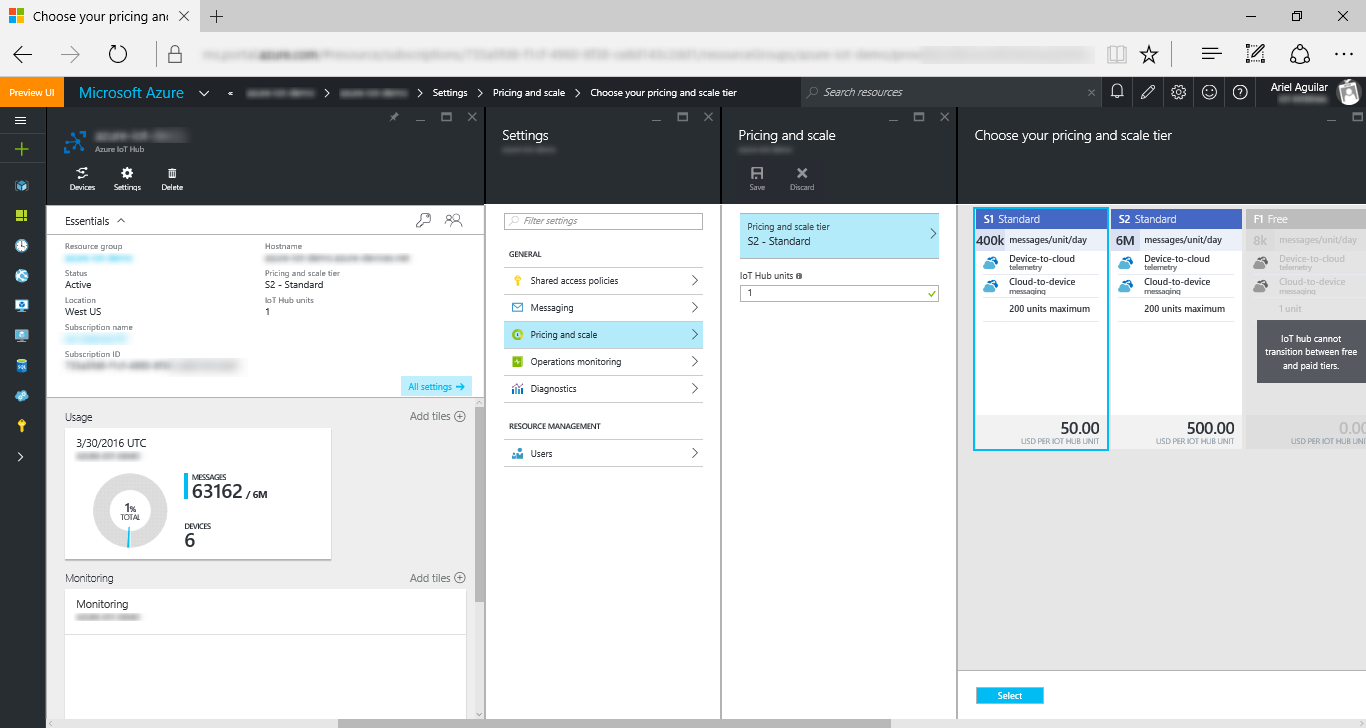 Choose your pricing an
azure.com
Preview UI
Microsoft Azure
«
Settings
Pricing and scale
Choose your pricing and scale tier
Search resources
Ariel Aguilar
Azure IoT Hub
Devices
Settings
Delete
Essentials
Resource group
Hostname
Status
Pricing and scale tier
Active
S2 - Standard
Location
IoT Hub units
West US
1
Subscription name
Subscription ID
All settings
Usage
Add tiles
3/30/2016 UTC
1%
TOTAL
MESSAGES
63162 / 6M
DEVICES
6
Monitoring
Add tiles
Monitoring
Settings
Filter settings
GENERAL
Shared access policies
Messaging
Pricing and scale
Operations monitoring
Diagnostics
RESOURCE MANAGEMENT
Users
Pricing and scale
Save
Discard
Pricing and scale tier
S2 - Standard
IoT Hub units
1
Choose your pricing and scale tier
S1 Standard
400k messages/unit/day
Device-to-cloud
telemetry
Cloud-to-device
messaging
200 units maximum
50.00
USD PER IOT HUB UNIT
S2 Standard
6M messages/unit/day
Device-to-cloud
telemetry
Cloud-to-device
messaging
200 units maximum
500.00
USD PER IOT HUB UNIT
F1 Free
8k messages/unit/day
Device-to-cloud
telemetry
Cloud-to-device
messaging
1 unit
IoT hub cannot
transition between free
and paid tiers.
0.00
USD PER IOT HUB UNI
Select